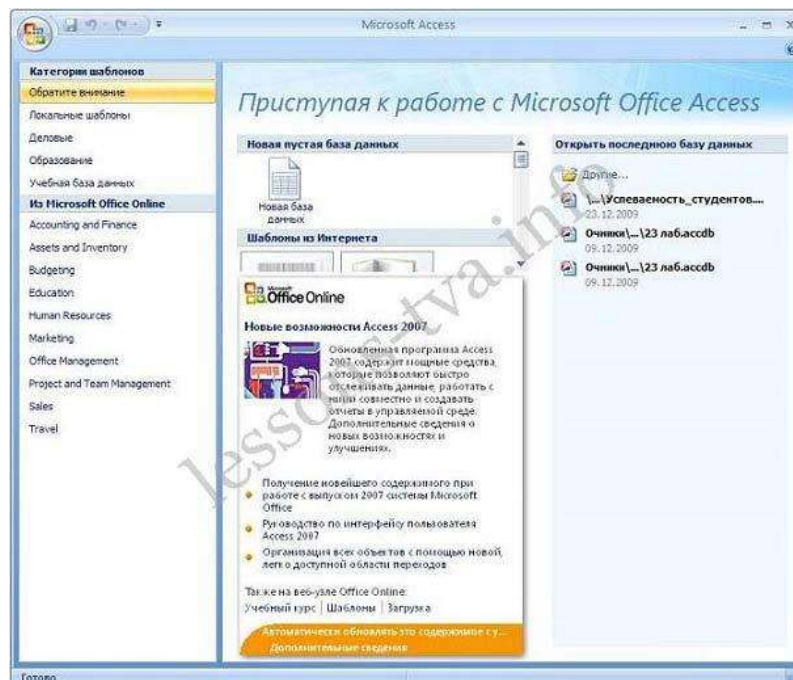 Microsoft Access
Категории шаблонов
Обратите внимание
Локальные шаблоны
Деловые
Образование
Учебная база данных
Из Microsoft Office Online
Accounting and Finance
Assets and Inventory
Budgeting
Education
Human Resources
Marketing
Office Management
Project and Team Management
Sales
Travel
Приступая к работе с Microsoft Office Access
Новая пустая база данных
Новая база
данных
Шаблоны из Интернета
Microsoft
Office Online
Новые возможности Access 2007
Обновленная программа Access
2007 содержит мощные средства,
которые позволяют быстро
отслеживать данные, работать с
ними совместно и создавать
отчеты в управляемой среде.
Дополнительные сведения о
новых возможностях и
улучшениях.
Получение новейшего содержимого при
работе с выпуском 2007 системы Microsoft
Office
Руководство по интерфейсу пользователя
Access 2007
Организация всех объектов с помощью новой,
легко доступной области переходов
Также на веб-узле Office Online:
Учебный курс | Шаблоны | Загрузка
Автоматически обновлять это содержимое с у...
Дополнительные сведения
Открыть последнюю базу данных
Другие...
\...\Успеваемость_студентов....
23.12.2009
Очники\...\23 лаб.accdb
09.12.2009
Очники\...\23 лаб.accdb
09.12.2009
Готово
lessons-tva.info